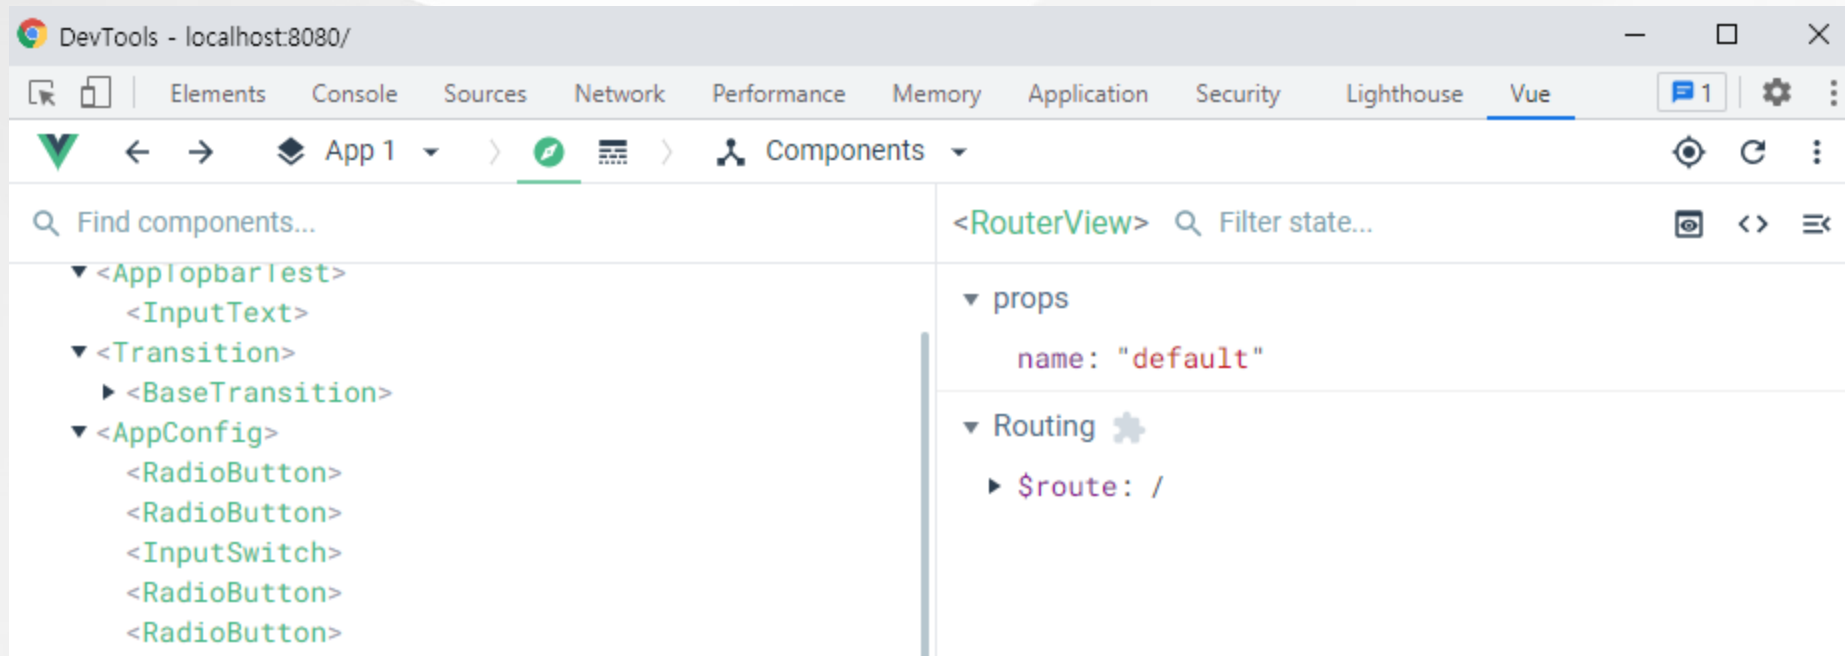 DevTools - localhost:8080/
Elements Console Sources Network Performance Memory Application Security Lighthouse Vue 1
App 1 Components
Find components...
<AppTopbarTest>
<InputText>
<Transition>
<BaseTransition>
<AppConfig>
<RadioButton>
<RadioButton>
<InputSwitch>
<RadioButton>
<RadioButton>
<RouterView> Filter state...
props
name: "default"
Routing
$route: /